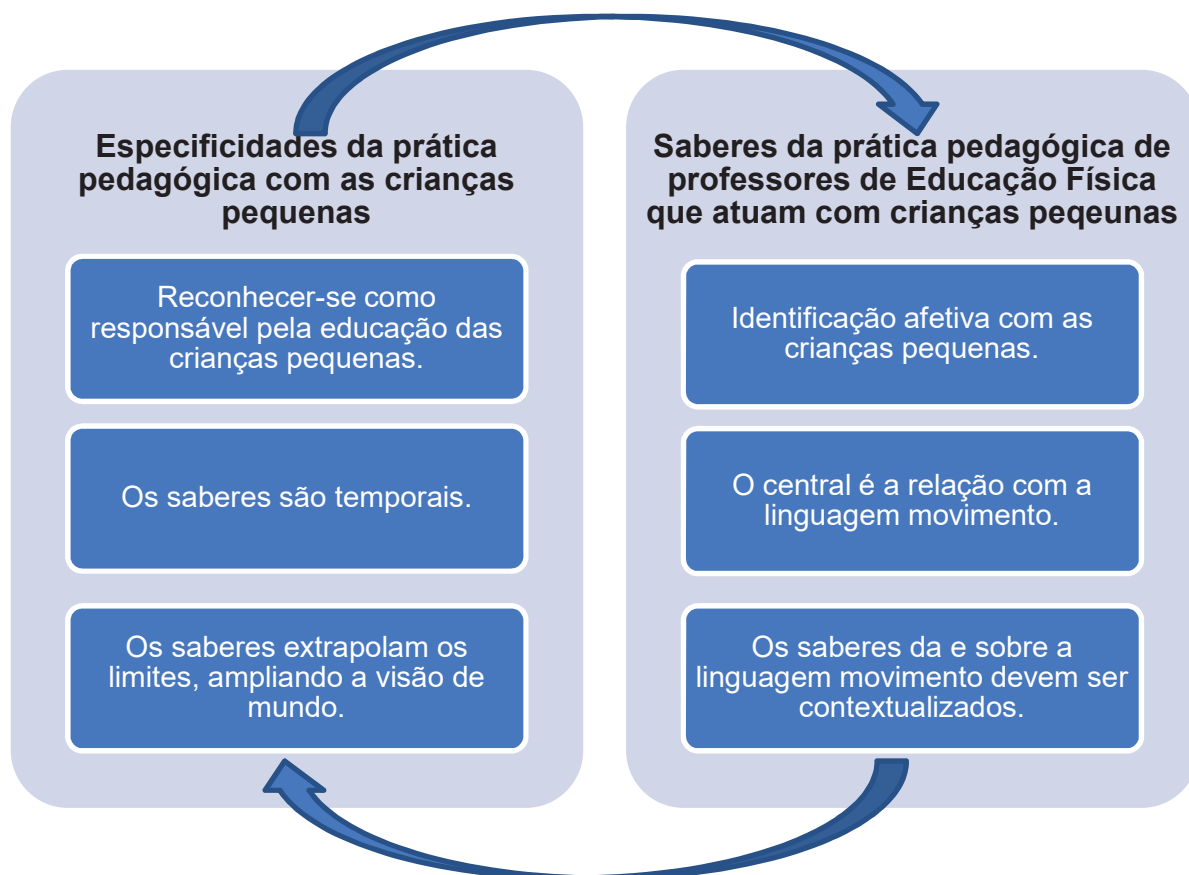 Especificidades da prática
pedagógica com as crianças
pequenas
Reconhecer-se como
responsável pela educação das
crianças pequenas.
Os saberes são temporais.
Os saberes extrapolam os
limites, ampliando a visão de
mundo.
Saberes da prática pedagógica de
professores de Educação Física
que atuam com crianças peqeunas
Identificação afetiva com as
crianças pequenas.
O central é a relação com a
linguagem movimento.
Os saberes da e sobre a
linguagem movimento devem ser
contextualizados.